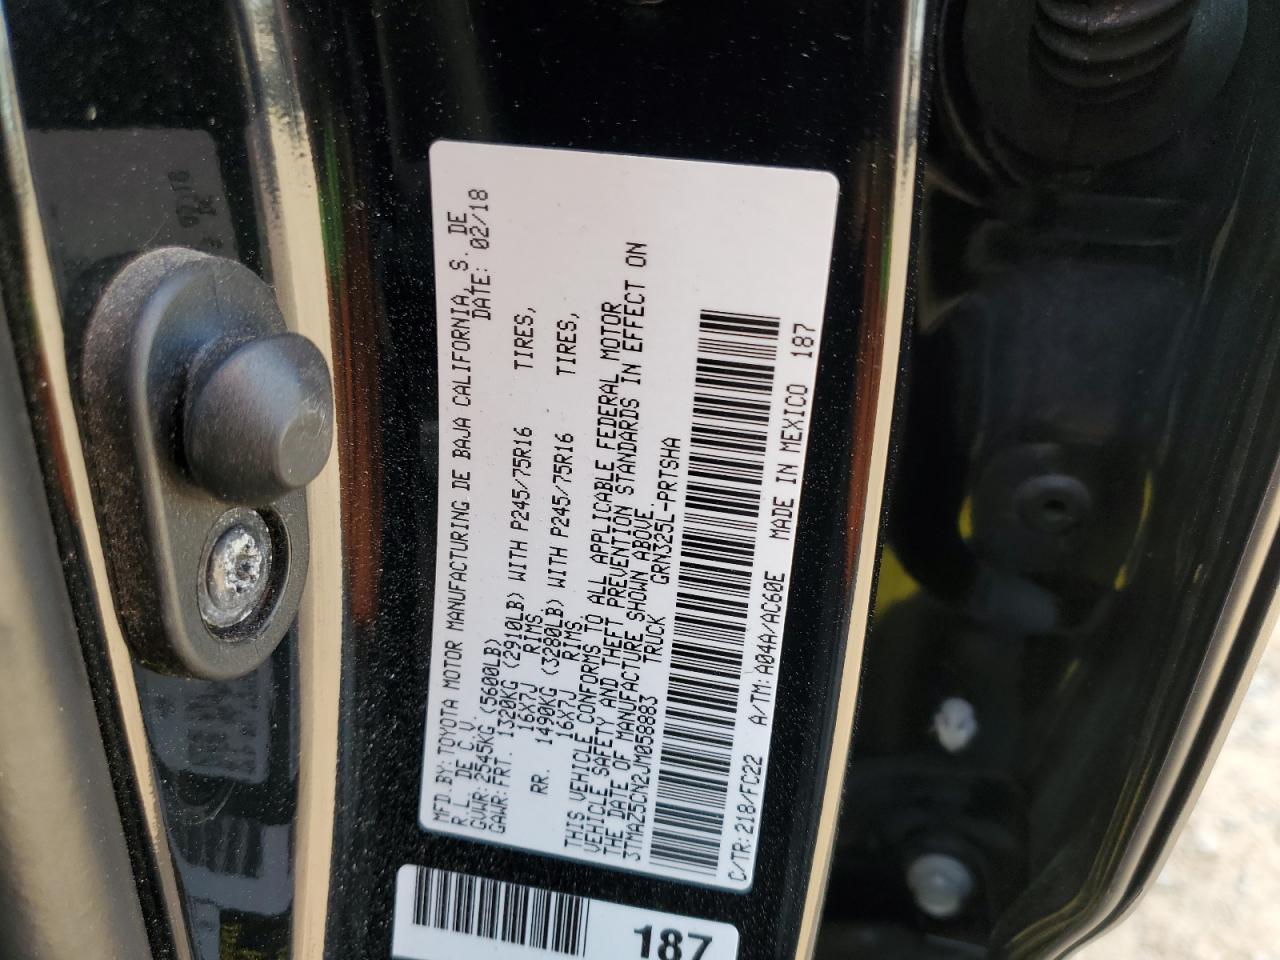 MFD.BY: TOYOTA MOTOR MANUFACTURING DE BAJA CALIFORNIA, S. DE
R L. DE C.V. DATE: 02/18
GVWR: 2545KG (5600LB)
GAWR: FRT. 1320KG (2910LB) WITH P245/75R16 TIRES,
16X7J RIMS,
RR. 1490KG (3280LB) WITH P245/75R16 TIRES,
16X7J RIMS
THIS VEHICLE CONFORMS TO ALL APPLICABLE FEDERAL MOTOR
VEHICLE SAFETY AND THEFT PREVENTION STANDARDS IN EFFECT ON
THE DATE OF MANUFACTURE SHOWN ABOVE.
3TMAZ5CN2JM058883 TRUCK GRN325L-PRTSHA
C/TR: 218/FC22 A/TM: A04A/AC60E MADE IN MEXICO 187
187